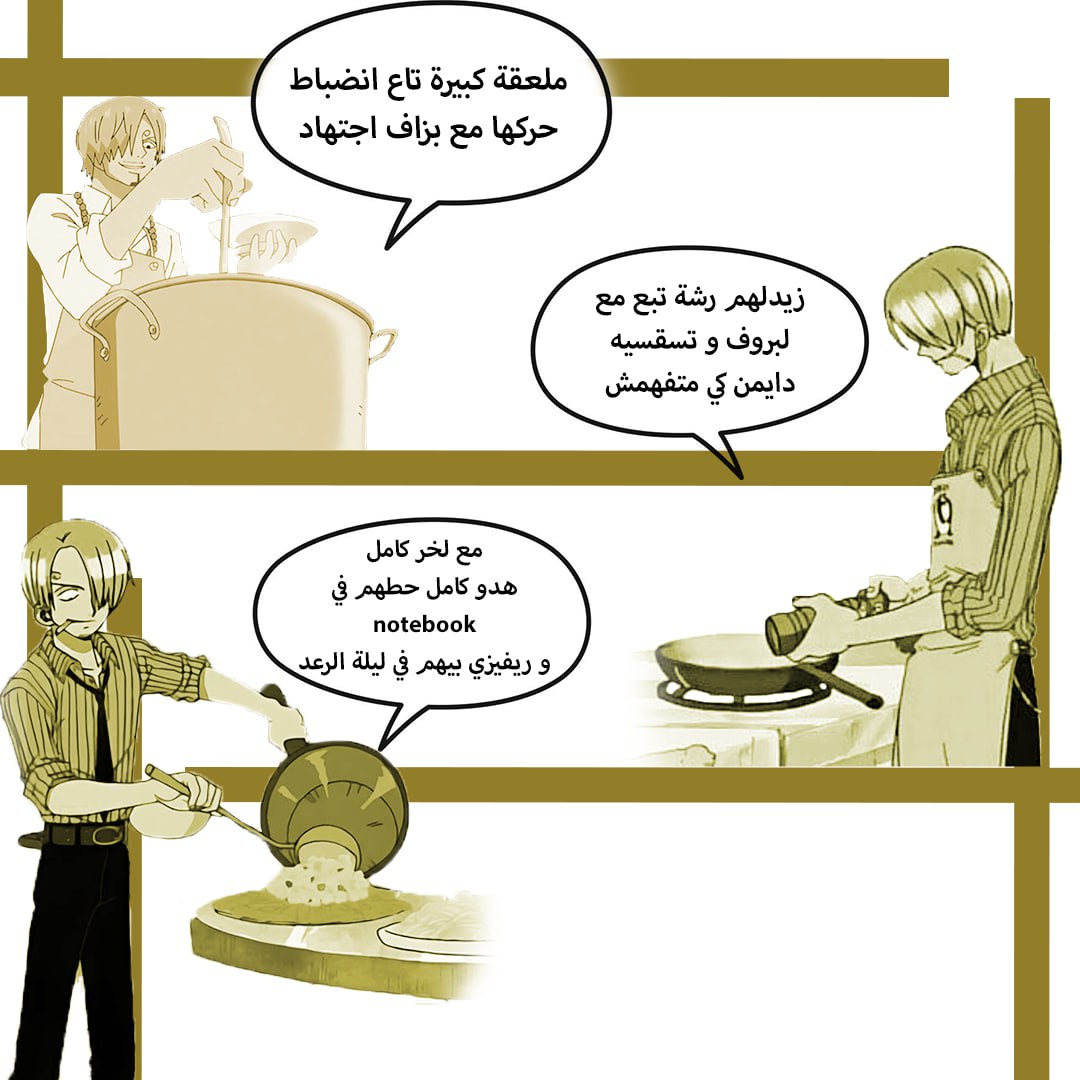 ملعقة كبيرة تاع انضباط
حركها مع بزاف اجتهاد
زيدلهم رشة تبع مع
لبروف و تسقسيه
دايمن كي متفهمش
مع لخر كامل
هدو كامل حطهم في
notebook
و ريفيزي بيهم في ليلة الرعد